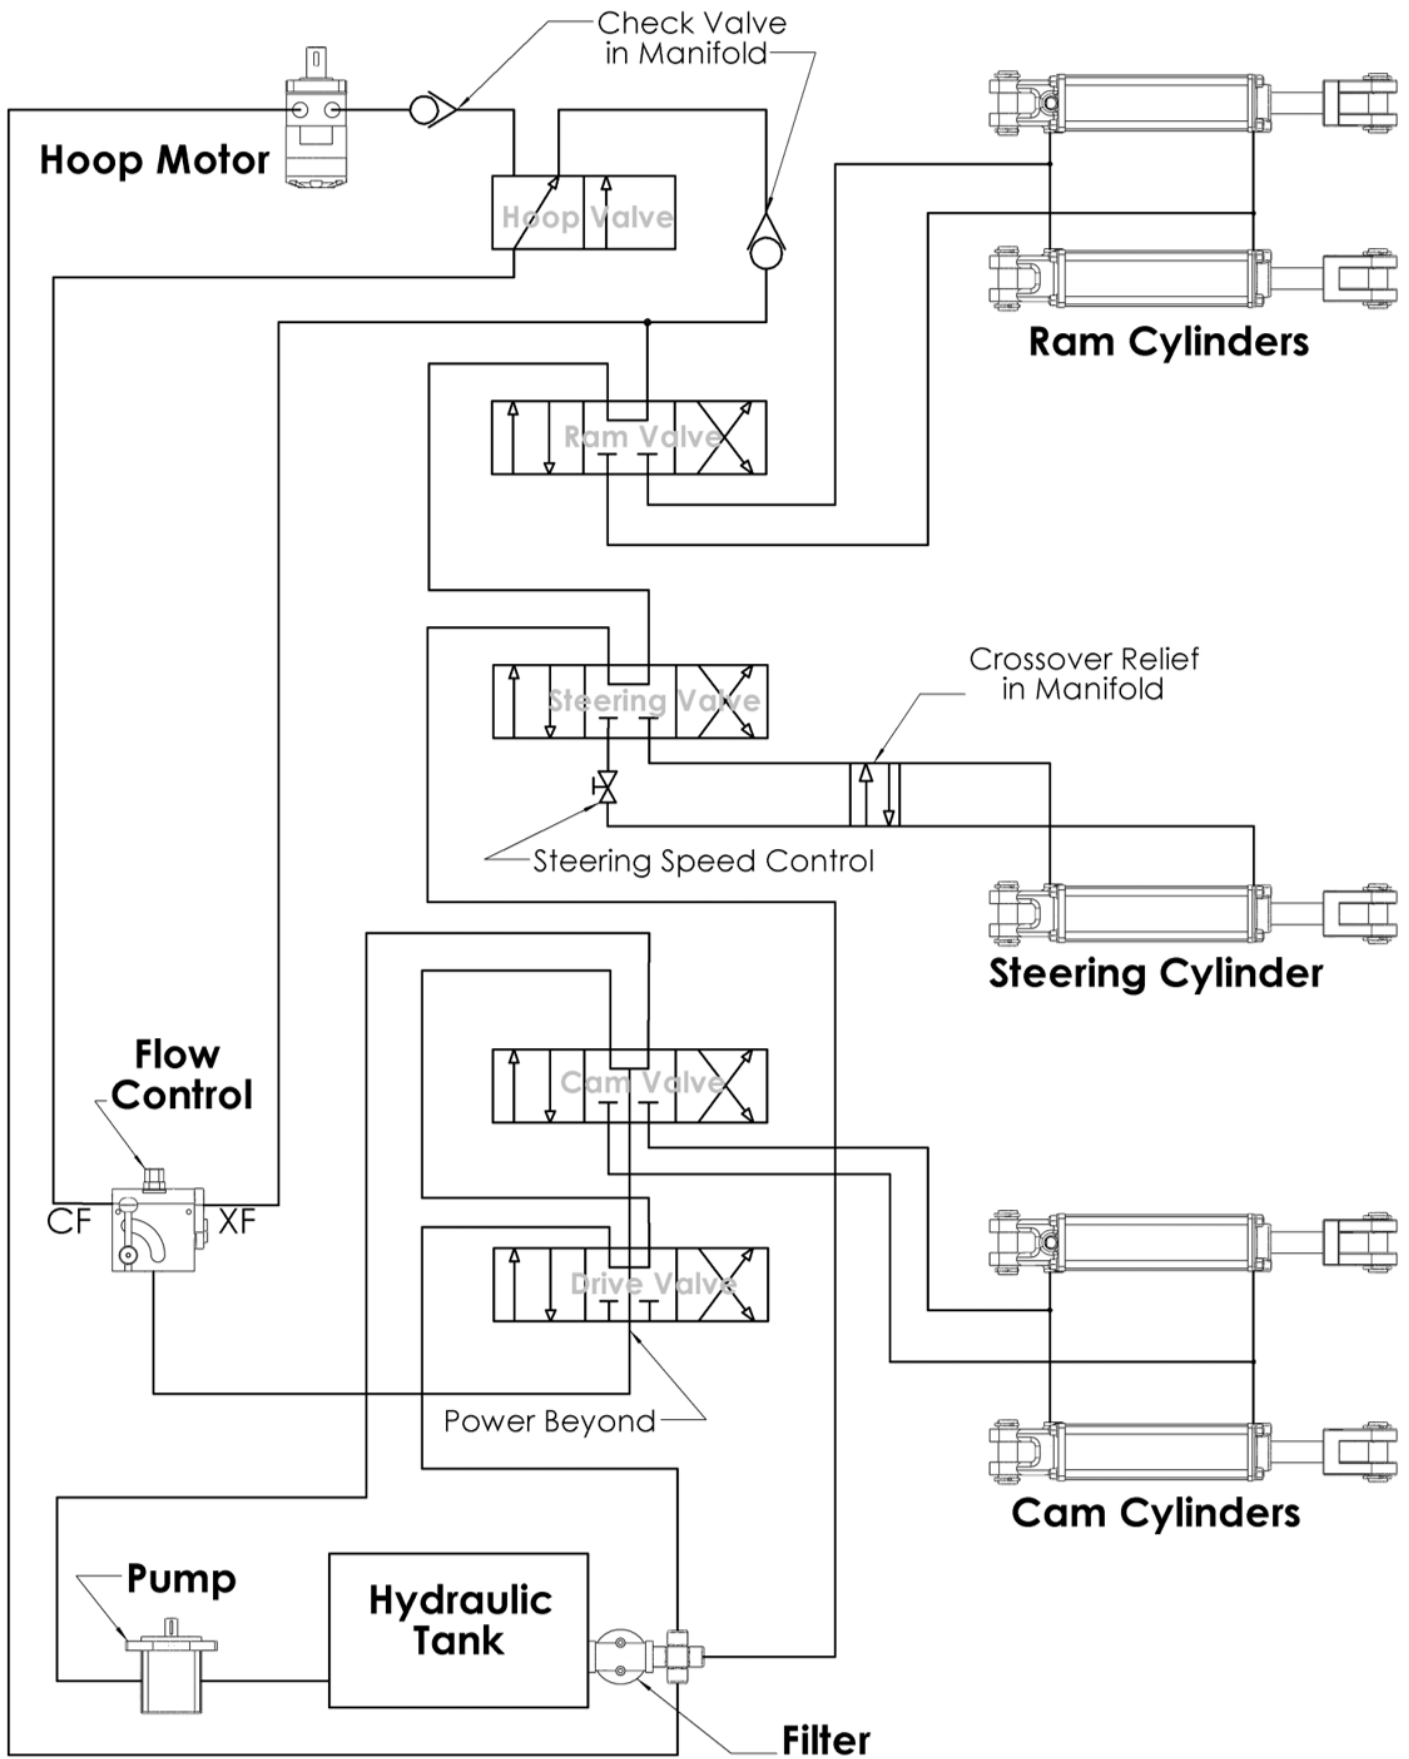 Check Valve
in Manifold
Hoop Motor
Hoop Valve
Ram Cylinders
Ram Valve
Crossover Relief
in Manifold
Steering Valve
Steering Speed Control
Steering Cylinder
Flow
Control
Cam Valve
CF
XF
Drive Valve
Power Beyond
Cam Cylinders
Pump
Hydraulic
Tank
Filter